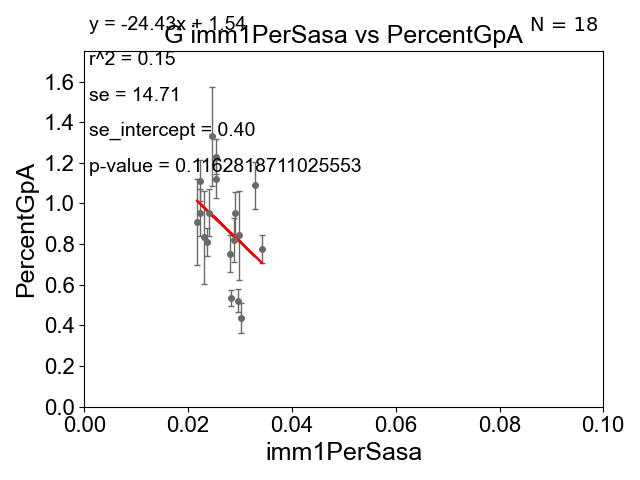 y = -24.43x + 1.54
N = 18
G imm1PerSasa vs PercentGpA
r^2 = 0.15
se = 14.71
se_intercept = 0.40
p-value = 0.1162818711025553
PercentGpA
1.6
1.4
1.2
1.0
0.8
0.6
0.4
0.2
0.0
0.00 0.02 0.04 0.06 0.08 0.10
imm1PerSasa